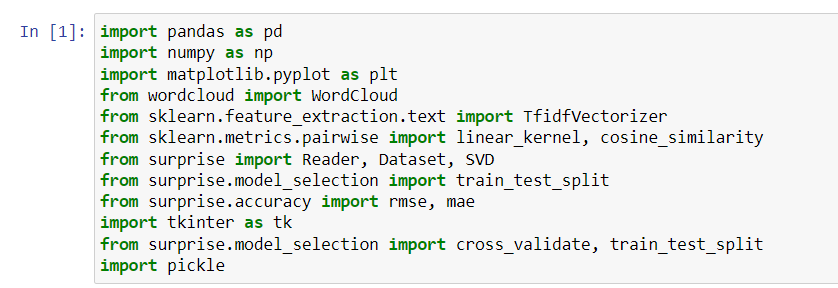 In [1]: import pandas as pd
import numpy as np
import matplotlib.pyplot as plt
from wordcloud import WordCloud
from sklearn.feature_extraction.text import TfidfVectorizer
from sklearn.metrics.pairwise import linear_kernel, cosine_similarity
from surprise import Reader, Dataset, SVD
from surprise.model_selection import train_test_split
from surprise.accuracy import rmse, mae
import tkinter as tk
from surprise.model_selection import cross_validate, train_test_split
import pickle